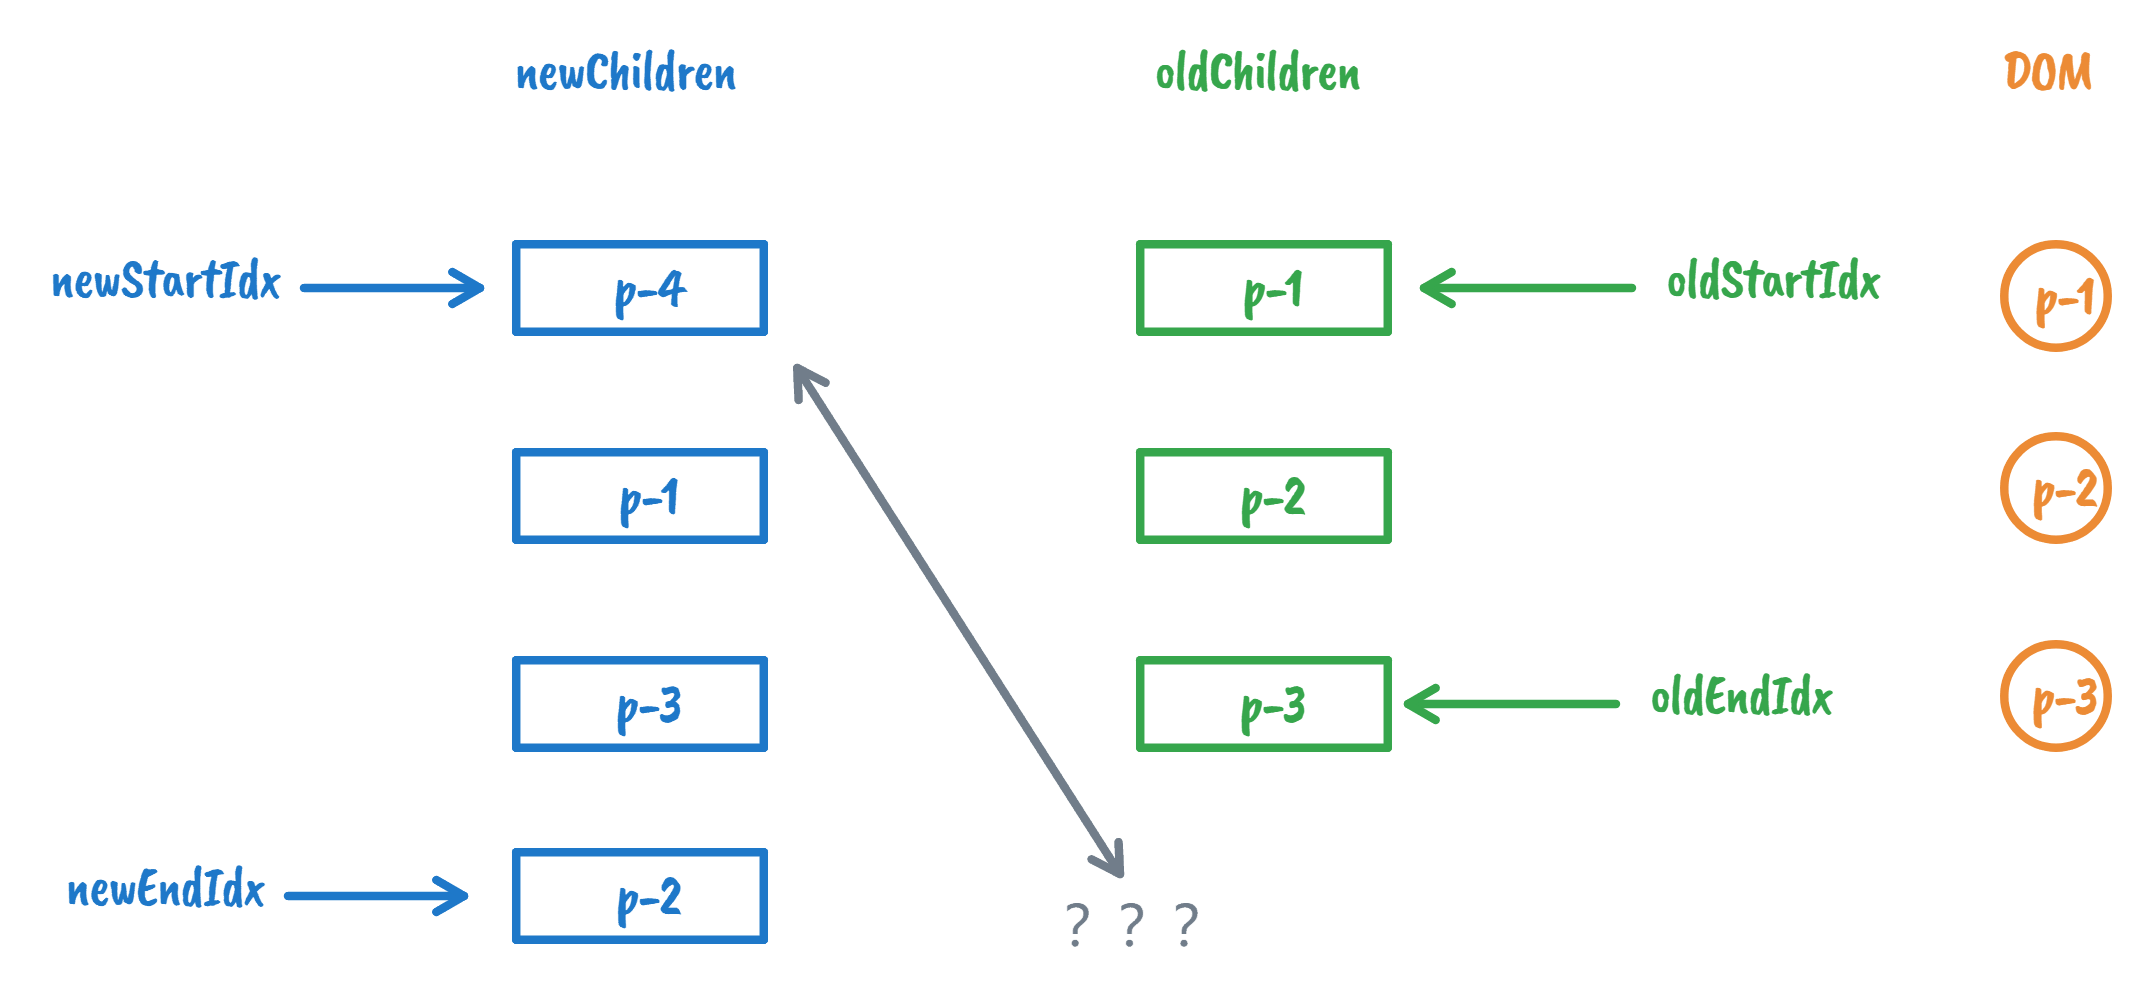 newChildren oldChildren DOM
newStartIdx p-4 p-1 oldStartIdx p-1
p-1 p-2 p-2
p-3 p-3 oldEndIdx p-3
newEndIdx p-2 ? ? ?